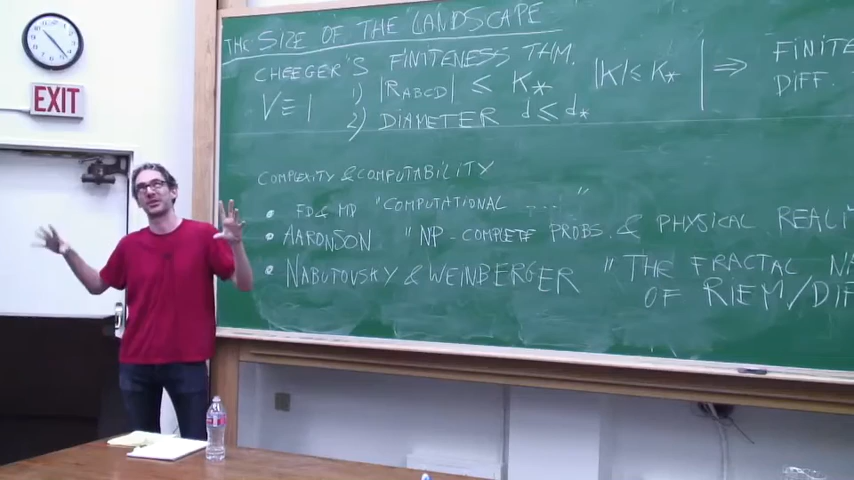 THE SIZE OF THE LANDSCAPE
CHEEGER'S FINITENESS THM.
V = 1 1) |RABCD| < K* |K| ≤ K* ⇒ FINITE
2) DIAMETER d ≤ d* DIFF.
COMPLEXITY & COMPUTABILITY
• FD & MD "COMPUTATIONAL ...."
• AARONSON "NP-COMPLETE PROBS. & PHYSICAL REALI
• NABUTOVSKY & WEINBERGER "THE FRACTAL NA
OF RIEM/DIFF
EXIT